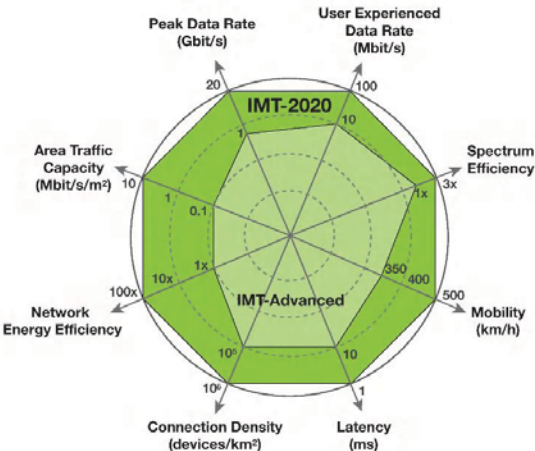 Peak Data Rate
(Gbit/s)
User Experienced
Data Rate
(Mbit/s)
20
100
IMT-2020
1
10
Area Traffic
Capacity
(Mbit/s/m²)
Spectrum
Efficiency
10
1
0.1
1x
3x
Network
Energy Efficiency
100x
10x
1x
350
400
500
Mobility
(km/h)
IMT-Advanced
10⁵
10⁶
10
1
Connection Density
(devices/km²)
Latency
(ms)